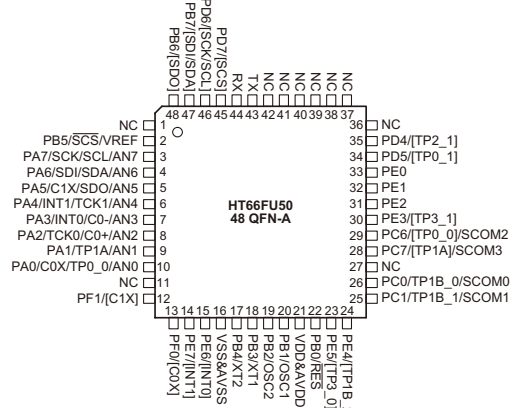 PB6/[SDO]
PB7/[SDI/SDA]
PD6/[SCK/SCL]
PD7/[SCS]
RX
TX
NC
NC
NC
NC
NC
NC
48 47 46 45 44 43 42 41 40 39 38 37
NC 1
PB5/SCS/VREF 2
PA7/SCK/SCL/AN7 3
PA6/SDI/SDA/AN6 4
PA5/C1X/SDO/AN5 5
PA4/INT1/TCK1/AN4 6
PA3/INT0/C0-/AN3 7
PA2/TCK0/C0+/AN2 8
PA1/TP1A/AN1 9
PA0/C0X/TP0_0/AN0 10
NC 11
PF1/[C1X] 12
HT66FU50
48 QFN-A
36 NC
35 PD4/[TP2_1]
34 PD5/[TP0_1]
33 PE0
32 PE1
31 PE2
30 PE3/[TP3_1]
29 PC6/[TP0_0]/SCOM2
28 PC7/[TP1A]/SCOM3
27 NC
26 PC0/TP1B_0/SCOM0
25 PC1/TP1B_1/SCOM1
13 14 15 16 17 18 19 20 21 22 23 24
PF0/[C0X]
PE7/[INT1]
PE6/[INT0]
VSS&AVSS
PB4/XT2
PB3/XT1
PB2/OSC2
PB1/OSC1
VDD&AVDD
PB0/RES
PE5/[TP3_0]
PE4/[TP1B_